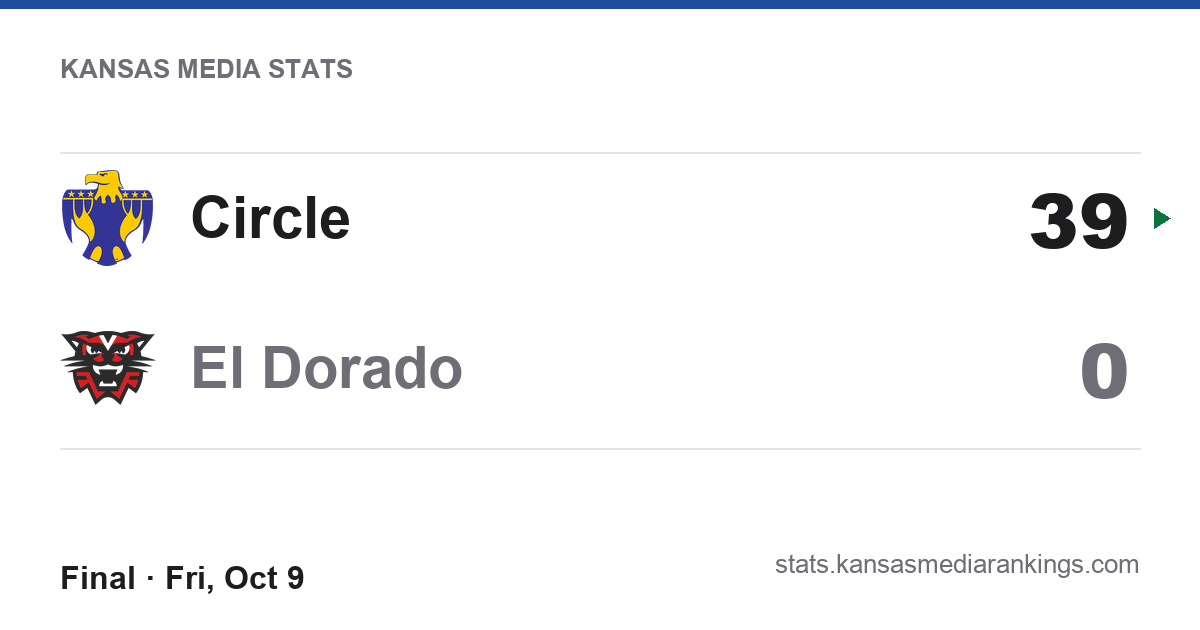 KANSAS MEDIA STATS
Circle 39
El Dorado 0
Final · Fri, Oct 9
stats.kansasmediarankings.com